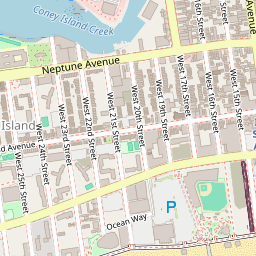 Coney Island Creek
Neptune Avenue
Avenue
West 17th Street
West 16th Street
West 15th Street
West 19th Street
West 20th Street
West 21st Street
West 22nd Street
West 23rd Street
West 24th Street
West 25th Street
Island
d Avenue
S
A
Ocean Way
P